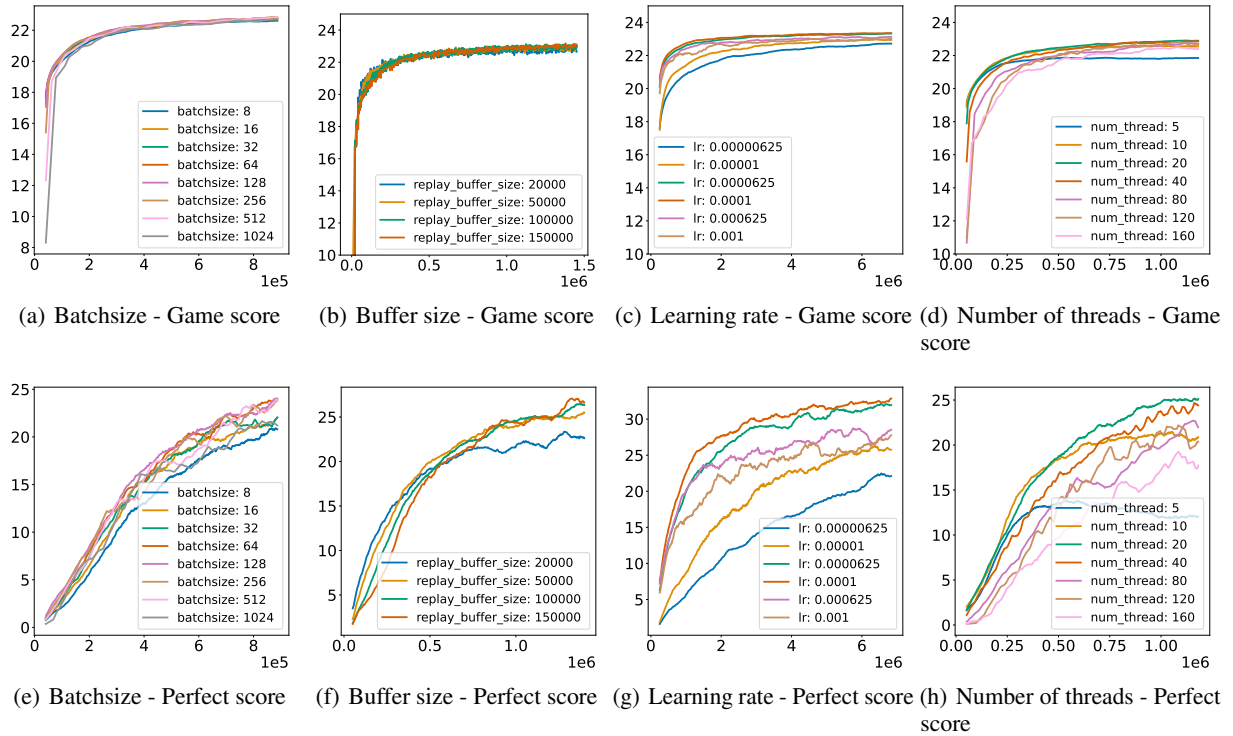 22
20
18
16
14
12
10
8
0
2
4
6
8
1e5
batchsize: 8
batchsize: 16
batchsize: 32
batchsize: 64
batchsize: 128
batchsize: 256
batchsize: 512
batchsize: 1024
(a) Batchsize - Game score
24
22
20
18
16
14
12
10
0.0
0.5
1.0
1.5
1e6
replay_buffer_size: 20000
replay_buffer_size: 50000
replay_buffer_size: 100000
replay_buffer_size: 150000
(b) Buffer size - Game score
24
22
20
18
16
14
12
10
0
2
4
6
1e6
lr: 0.00000625
lr: 0.00001
lr: 0.0000625
lr: 0.0001
lr: 0.000625
lr: 0.001
(c) Learning rate - Game score
24
22
20
18
16
14
12
10
0.00
0.25
0.50
0.75
1.00
1e6
num_thread: 5
num_thread: 10
num_thread: 20
num_thread: 40
num_thread: 80
num_thread: 120
num_thread: 160
(d) Number of threads - Game
score
25
20
15
10
5
0
0
2
4
6
8
1e5
batchsize: 8
batchsize: 16
batchsize: 32
batchsize: 64
batchsize: 128
batchsize: 256
batchsize: 512
batchsize: 1024
(e) Batchsize - Perfect score
25
20
15
10
5
0.0
0.5
1.0
1e6
replay_buffer_size: 20000
replay_buffer_size: 50000
replay_buffer_size: 100000
replay_buffer_size: 150000
(f) Buffer size - Perfect score
30
25
20
15
10
5
0
2
4
6
1e6
lr: 0.00000625
lr: 0.00001
lr: 0.0000625
lr: 0.0001
lr: 0.000625
lr: 0.001
(g) Learning rate - Perfect score
25
20
15
10
5
0
0.00
0.25
0.50
0.75
1.00
1e6
num_thread: 5
num_thread: 10
num_thread: 20
num_thread: 40
num_thread: 80
num_thread: 120
num_thread: 160
(h) Number of threads - Perfect
score